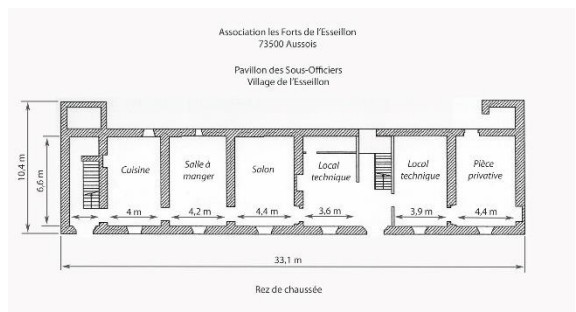 Association les Forts de l'Esseillon
73500 Aussois
Pavillon des Sous-Officiers
Village de l'Esseillon
10,4 m
6,6 m
Cuisine
Salle à
manger
Salon
Local
technique
Local
technique
Pièce
privative
4 m
4,2 m
4,4 m
3,6 m
3,9 m
4,4 m
33,1 m
Rez de chaussée